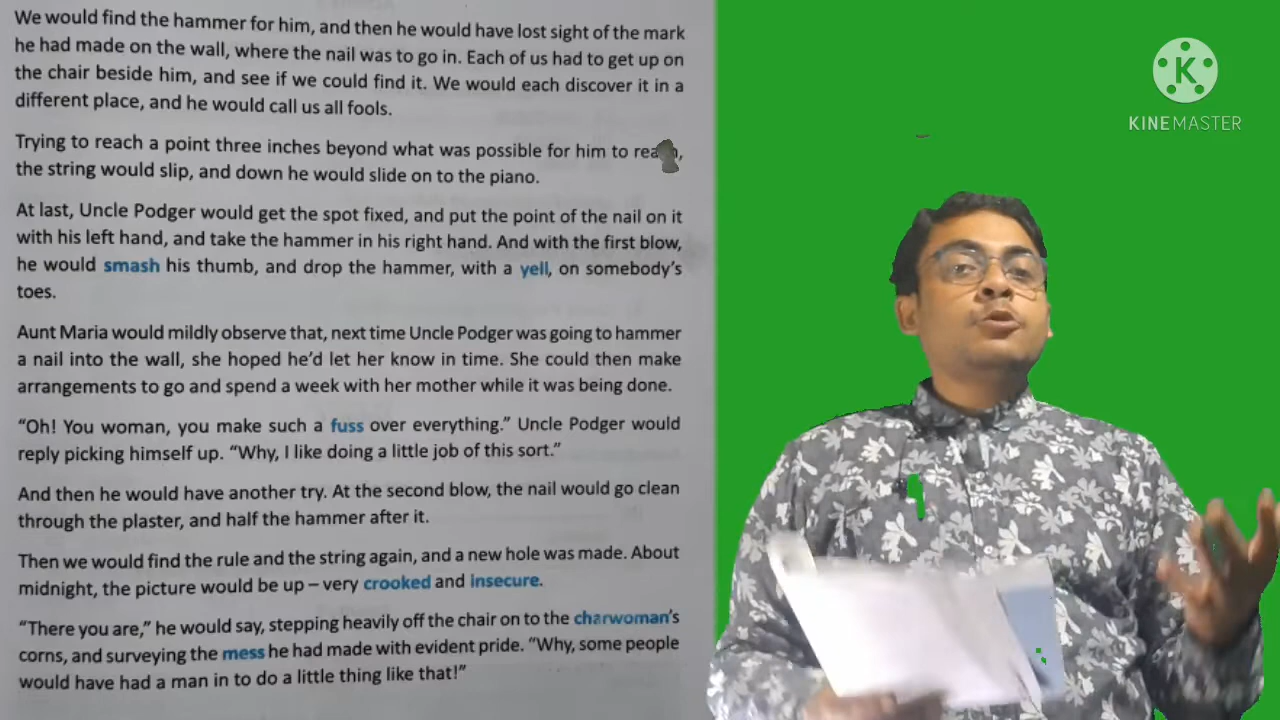 We would find the hammer for him, and then he would have lost sight of the mark
he had made on the wall, where the nail was to go in. Each of us had to get up on
the chair beside him, and see if we could find it. We would each discover it in a
different place, and he would call us all fools.
Trying to reach a point three inches beyond what was possible for him to
the string would slip, and down he would slide on to the piano.
At last, Uncle Podger would get the spot fixed, and put the point of the nail on it
with his left hand, and take the hammer in his right hand. And with the first blow,
he would smash his thumb, and drop the hammer, with a yell, on somebody's
toes.
Aunt Maria would mildly observe that, next time Uncle Podger was going to hammer
a nail into the wall, she hoped he'd let her know in time. She could then make
arrangements to go and spend a week with her mother while it was being done.
"Oh! You woman, you make such a fuss over everything." Uncle Podger would
reply picking himself up. "Why, I like doing a little job of this sort."
And then he would have another try. At the second blow, the nail would go clean
through the plaster, and half the hammer after it.
Then we would find the rule and the string again, and a new hole was made. About
midnight, the picture would be up – very crooked and insecure.
"There you are," he would say, stepping heavily off the chair on to the charwoman's
corns, and surveying the mess he had made with evident pride. "Why, some people
would have had a man in to do a little thing like that!"
K
KINEMASTER